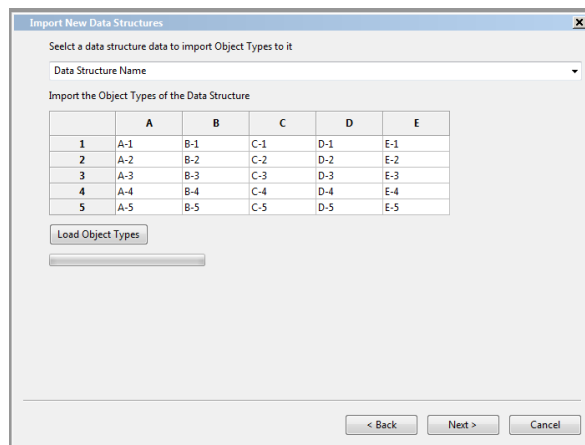 Import New Data Structures
Seelct a data structure data to import Object Types to it
Data Structure Name
Import the Object Types of the Data Structure
A B C D E
1 A-1 B-1 C-1 D-1 E-1
2 A-2 B-2 C-2 D-2 E-2
3 A-3 B-3 C-3 D-3 E-3
4 A-4 B-4 C-4 D-4 E-4
5 A-5 B-5 C-5 D-5 E-5
Load Object Types
< Back Next > Cancel